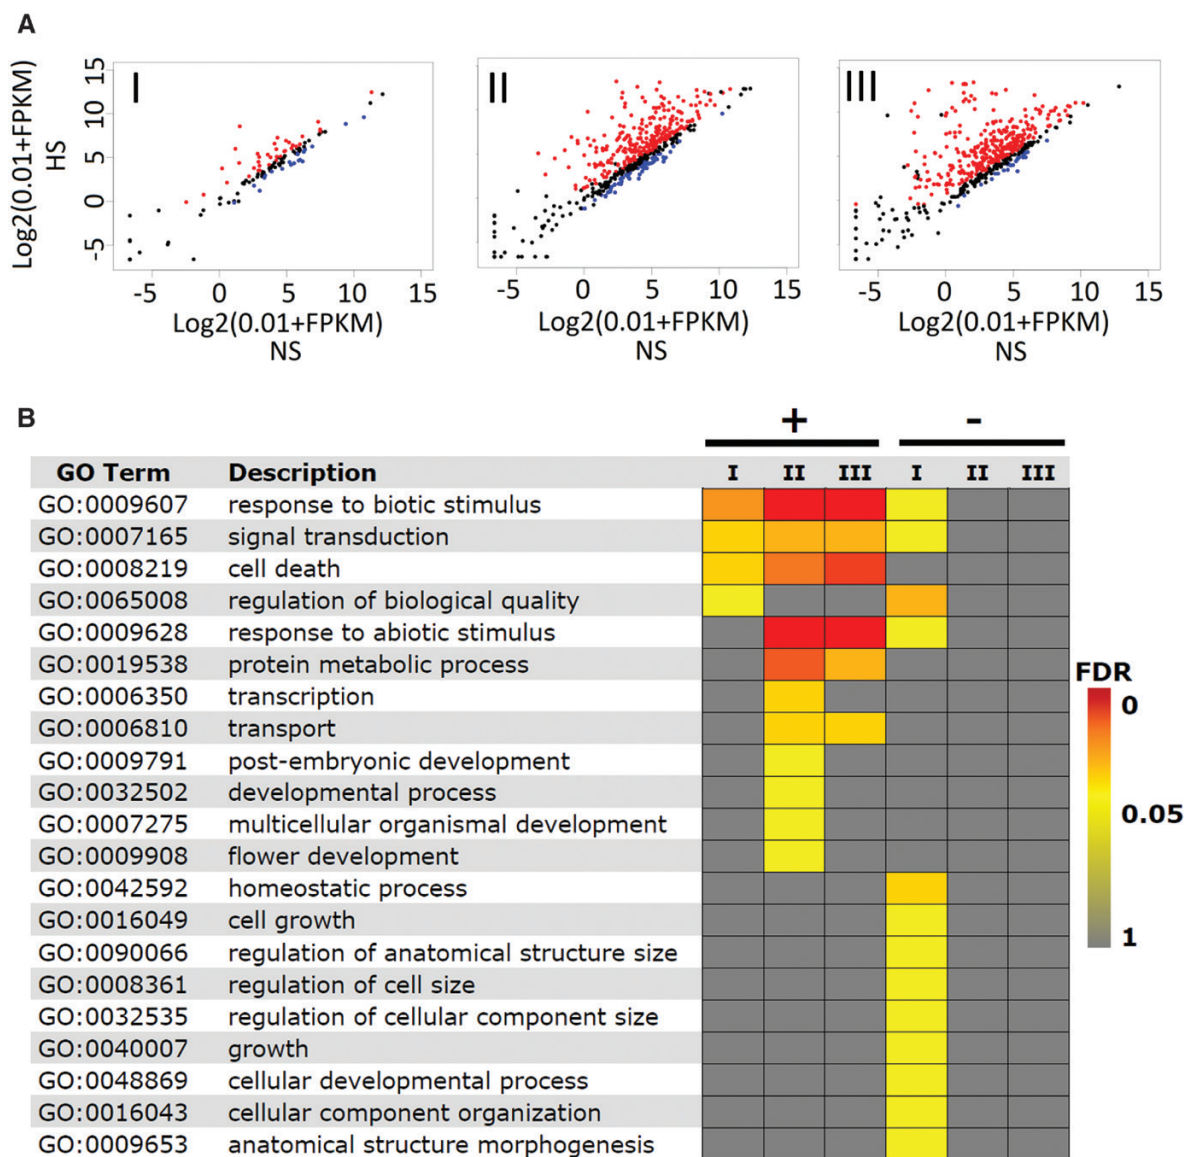 A
I
II
III
15
10
5
0
-5
Log2(0.01+FPKM)
HS
-5 0 5 10 15
-5 0 5 10 15
-5 0 5 10 15
Log2(0.01+FPKM)
NS
Log2(0.01+FPKM)
NS
Log2(0.01+FPKM)
NS
B
+ -
GO Term Description I II III I II III
GO:0009607 response to biotic stimulus
GO:0007165 signal transduction
GO:0008219 cell death
GO:0065008 regulation of biological quality
GO:0009628 response to abiotic stimulus
GO:0019538 protein metabolic process
GO:0006350 transcription
GO:0006810 transport
GO:0009791 post-embryonic development
GO:0032502 developmental process
GO:0007275 multicellular organismal development
GO:0009908 flower development
GO:0042592 homeostatic process
GO:0016049 cell growth
GO:0090066 regulation of anatomical structure size
GO:0008361 regulation of cell size
GO:0032535 regulation of cellular component size
GO:0040007 growth
GO:0048869 cellular developmental process
GO:0016043 cellular component organization
GO:0009653 anatomical structure morphogenesis
FDR
0
0.05
1